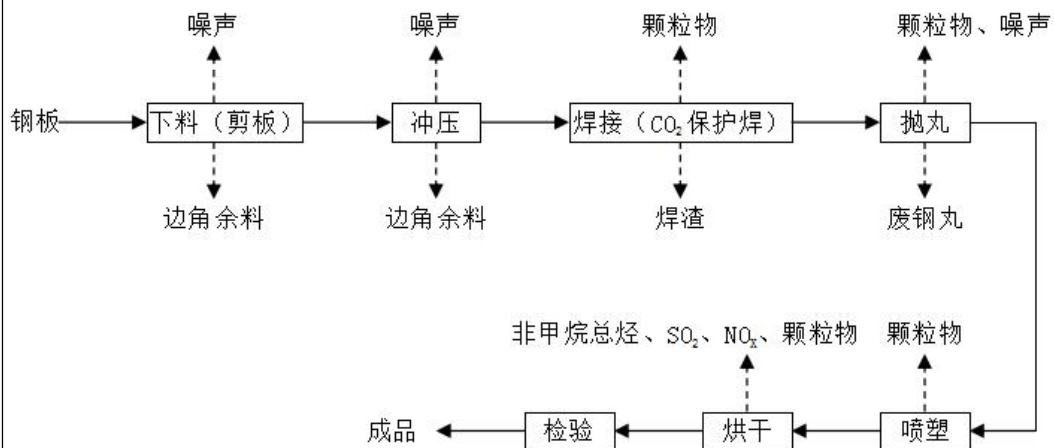 噪声 噪声 颗粒物 颗粒物、噪声
钢板 下料（剪板） 冲压 焊接（CO₂保护焊） 抛丸
边角余料 边角余料 焊渣 废钢丸
非甲烷总烃、SO₂、NOₓ、颗粒物 颗粒物
成品 检验 烘干 喷塑